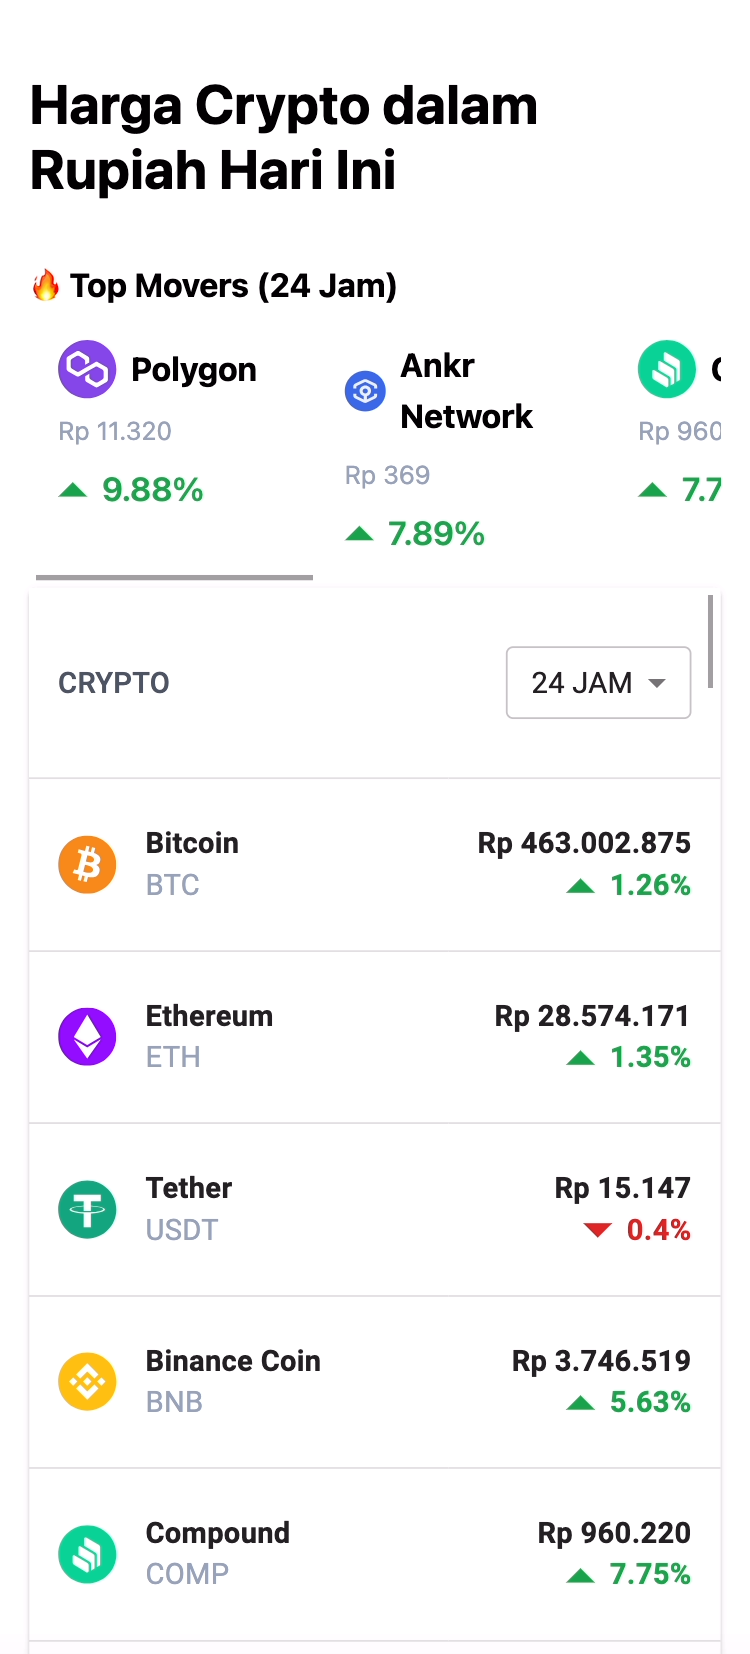 Harga Crypto dalam
Rupiah Hari Ini
🔥 Top Movers (24 Jam)
Polygon
Rp 11.320
9.88%
Ankr
Network
Rp 369
7.89%
Rp 960
7.7
CRYPTO
24 JAM
Bitcoin
Rp 463.002.875
BTC
1.26%
Ethereum
Rp 28.574.171
ETH
1.35%
Tether
Rp 15.147
USDT
0.4%
Binance Coin
Rp 3.746.519
BNB
5.63%
Compound
Rp 960.220
COMP
7.75%